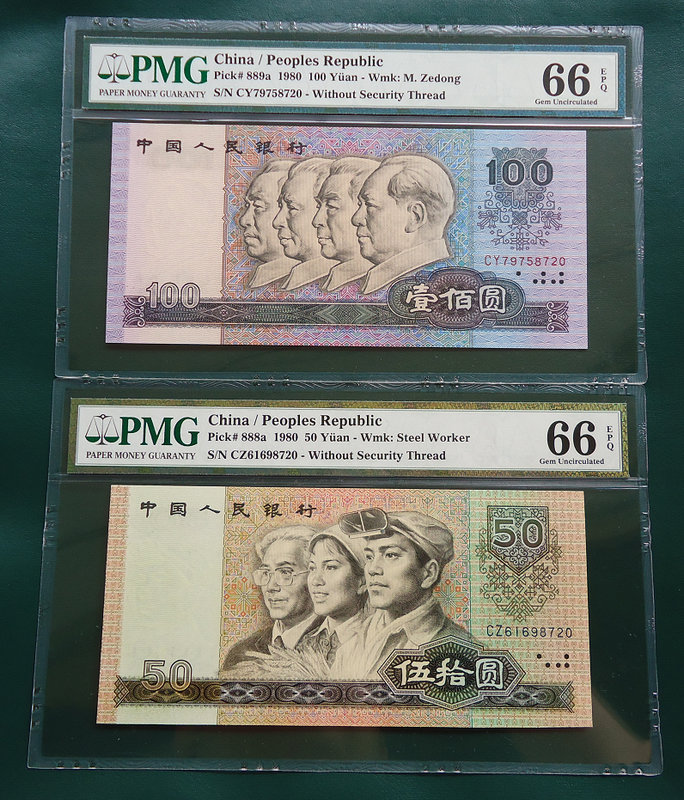 PMG
PAPER MONEY GUARANTY
China / Peoples Republic
Pick# 889a 1980 100 Yüan - Wmk: M. Zedong
S/N CY79758720 - Without Security Thread
66
EPQ
Gem Uncirculated
中国人民银行
100
CY79758720
100
壹佰圆
PMG
PAPER MONEY GUARANTY
China / Peoples Republic
Pick# 888a 1980 50 Yüan - Wmk: Steel Worker
S/N CZ61698720 - Without Security Thread
66
EPQ
Gem Uncirculated
中国人民银行
50
CZ61698720
50
伍拾圆